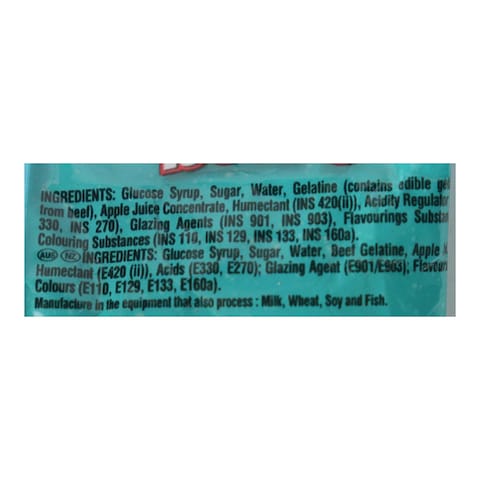 INGREDIENTS: Glucose Syrup, Sugar, Water, Gelatine (contains edible gel
from beef), Apple Juice Concentrate, Humectant (INS 420(ii)), Acidity Regulator
330, INS 270), Glazing Agents (INS 901, INS 903), Flavourings Substan
Colouring Substances (INS 110, INS 129, INS 133, INS 160a).
AUS NZ INGREDIENTS: Glucose Syrup, Sugar, Water, Beef Gelatine, Apple
Humectant (E420 (ii)), Acids (E330, E270); Glazing Agent (E901/E903); Flavour
Colours (E110, E129, E133, E160a).
Manufacture in the equipment that also process : Milk, Wheat, Soy and Fish.